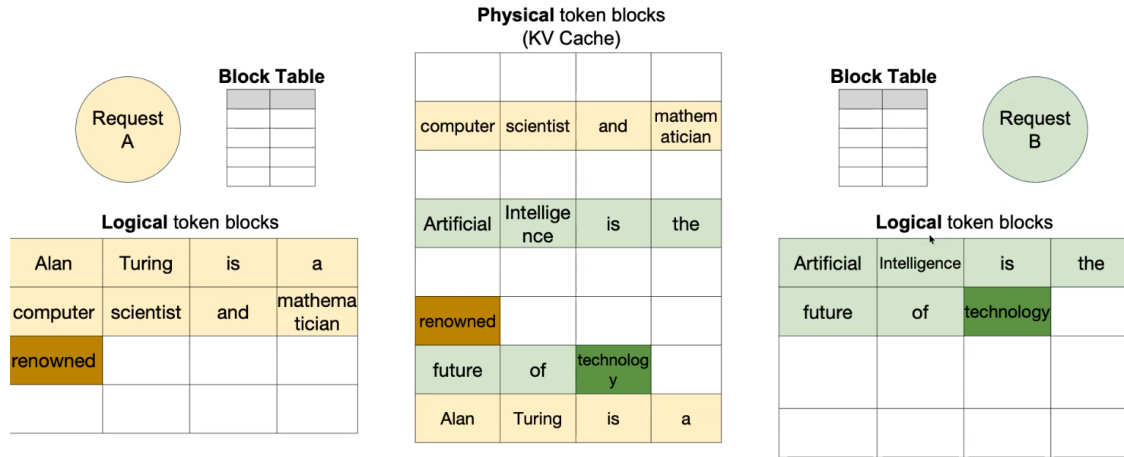 Physical token blocks
(KV Cache)
Block Table
Request
A
Logical token blocks
Alan Turing is a
computer scientist and mathema
tician
renowned
computer scientist and mathem
atician
Artificial Intellige
nce is the
renowned
future of technolog
y
Alan Turing is a
Block Table
Request
B
Logical token blocks
Artificial Intelligence is the
future of technology